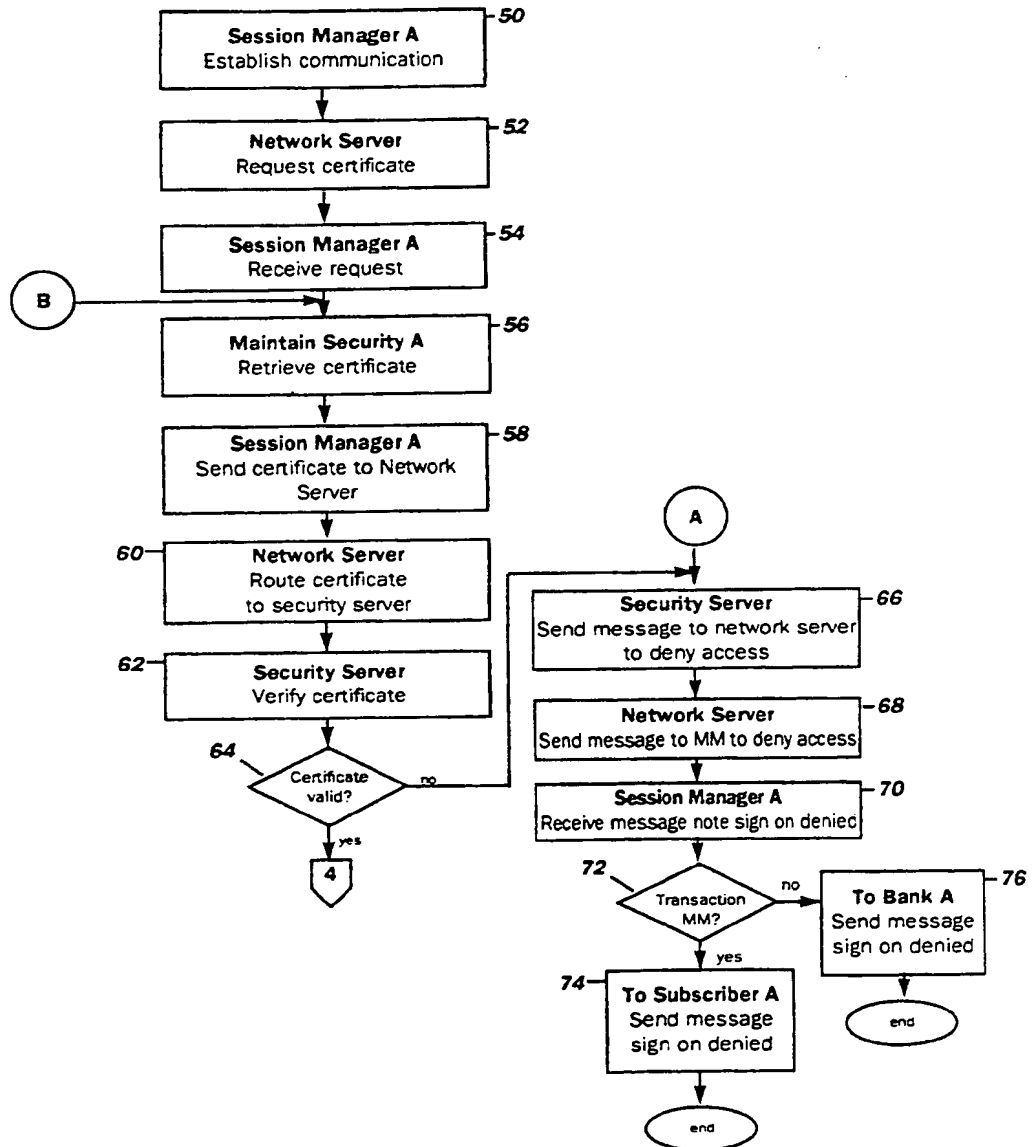 50
Session Manager A
Establish communication
52
Network Server
Request certificate
54
Session Manager A
Receive request
B
56
Maintain Security A
Retrieve certificate
58
Session Manager A
Send certificate to Network
Server
60
Network Server
Route certificate
to security server
62
Security Server
Verify certificate
64
Certificate
valid?
no
yes
4
A
66
Security Server
Send message to network server
to deny access
68
Network Server
Send message to MM to deny access
70
Session Manager A
Receive message note sign on denied
72
Transaction
MM?
no
yes
76
To Bank A
Send message
sign on denied
end
74
To Subscriber A
Send message
sign on denied
end